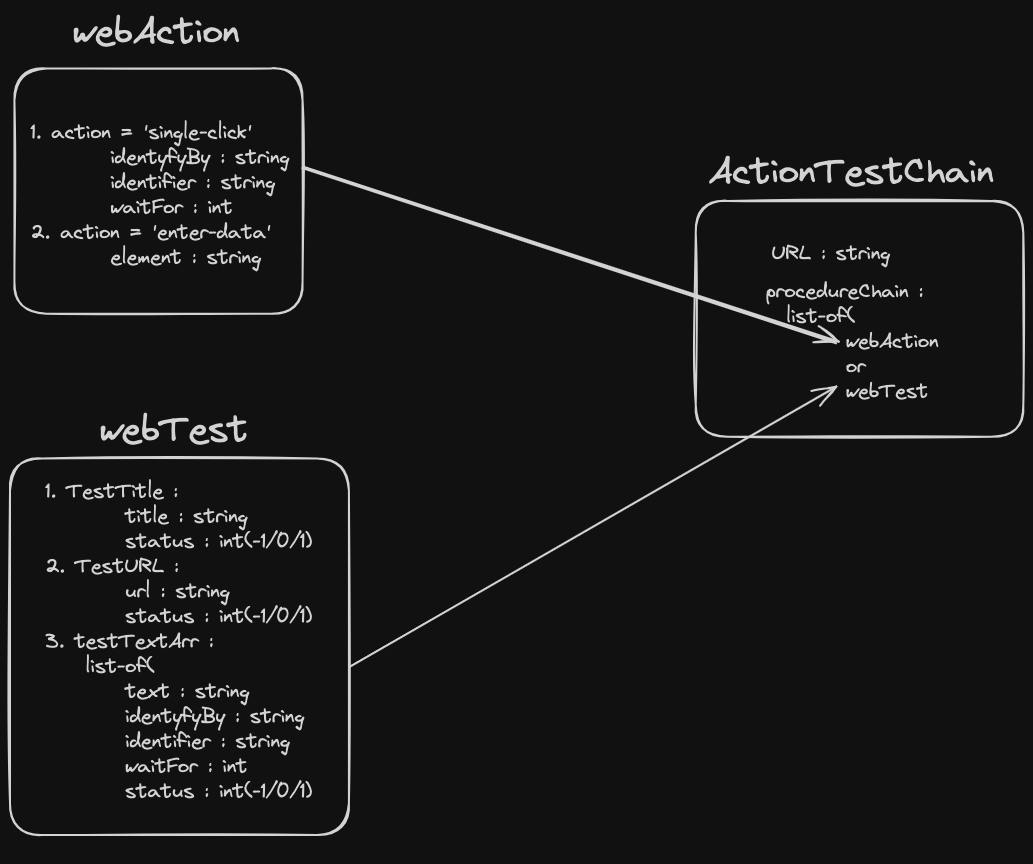 webAction
1. action = 'single-click'
identyfyBy : string
identifier : string
waitFor : int
2. action = 'enter-data'
element : string
ActionTestChain
URL : string
procedureChain :
list-of(
webAction
or
webTest
webTest
1. TestTitle :
title : string
status : int(-1/0/1)
2. TestURL :
url : string
status : int(-1/0/1)
3. testTextArr :
list-of(
text : string
identyfyBy : string
identifier : string
waitFor : int
status : int(-1/0/1)